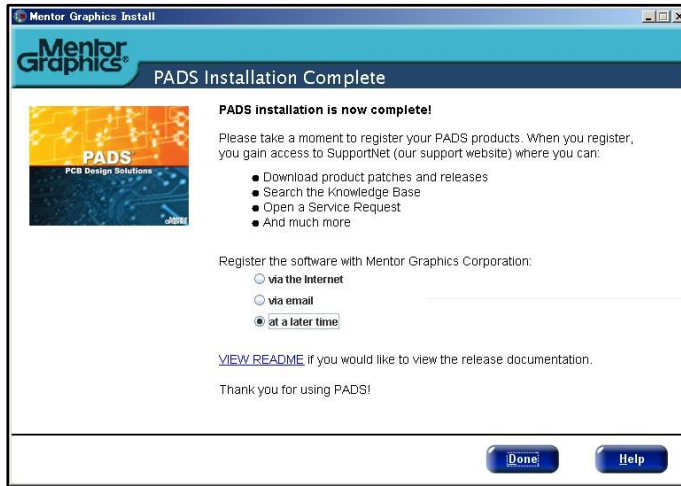 Mentor Graphics Install
Mentor
Graphics®
PADS Installation Complete
PADS™
PCB Design Solutions
Mentor
Graphics
PADS installation is now complete!
Please take a moment to register your PADS products. When you register,
you gain access to SupportNet (our support website) where you can:
● Download product patches and releases
● Search the Knowledge Base
● Open a Service Request
● And much more
Register the software with Mentor Graphics Corporation:
via the Internet
via email
at a later time
VIEW README if you would like to view the release documentation.
Thank you for using PADS!
Done
Help